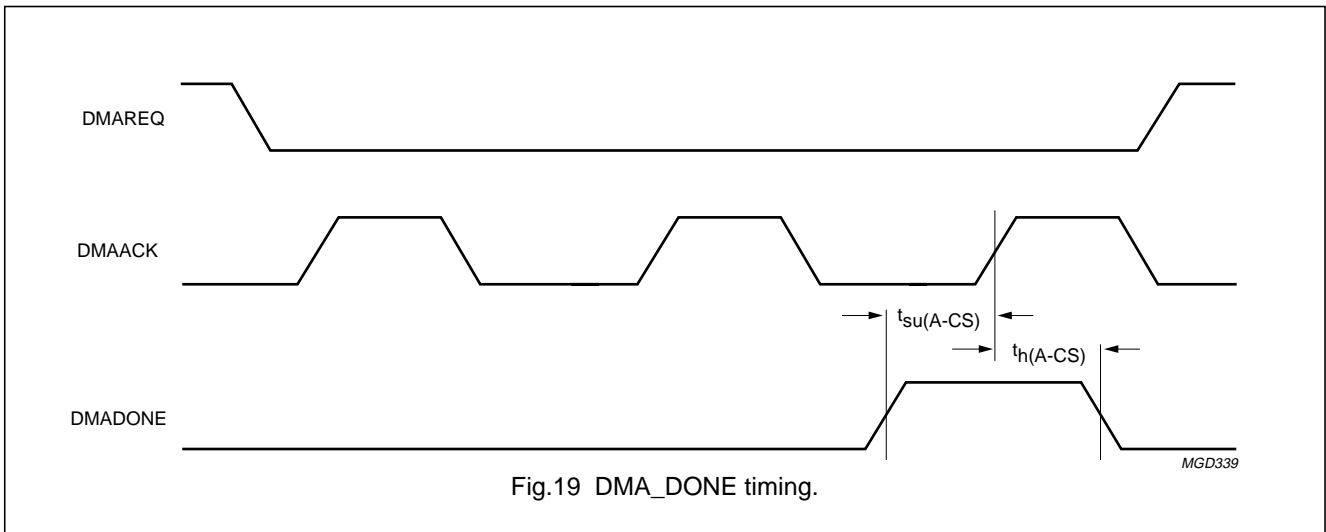 DMAREQ
DMAACK
tsu(A-CS)
th(A-CS)
DMADONE
MGD339
Fig.19 DMA_DONE timing.